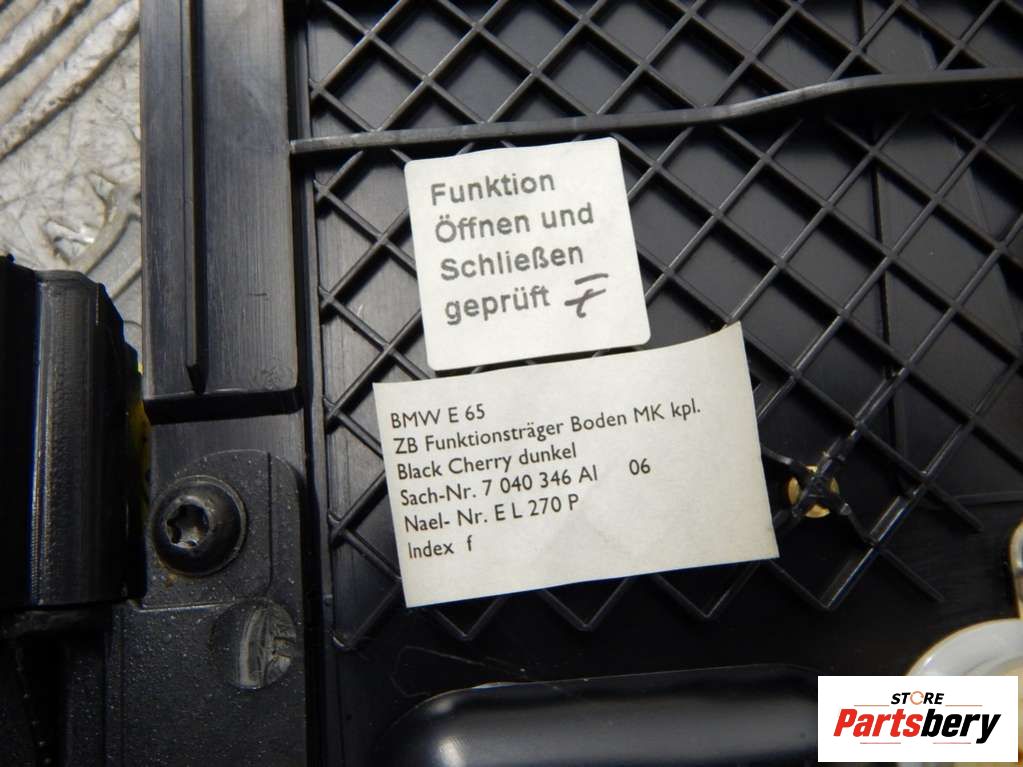 Funktion
Öffnen und
Schließen
geprüft
BMW E 65
ZB Funktionsträger Boden MK kpl.
Black Cherry dunkel
Sach-Nr. 7 040 346 AI 06
Nael- Nr. E L 270 P
Index f
STORE
Partsbery